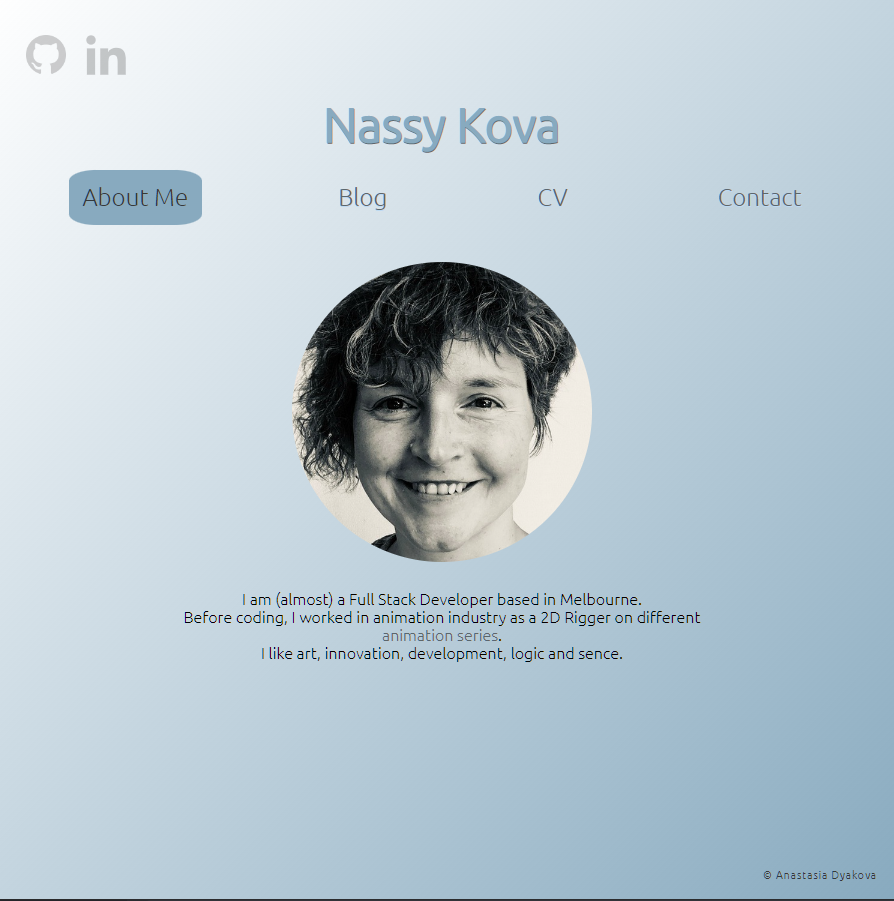 in
Nassy Kova
About Me Blog CV Contact
I am (almost) a Full Stack Developer based in Melbourne.
Before coding, I worked in animation industry as a 2D Rigger on different
animation series.
I like art, innovation, development, logic and sence.
© Anastasia Dyakova